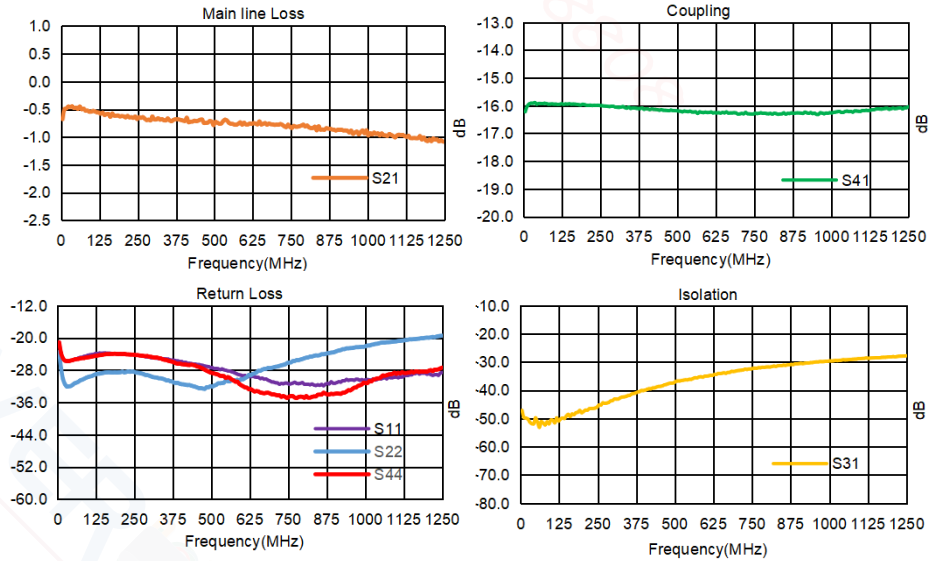 Main line Loss
1.0
0.5
0.0
-0.5
-1.0
-1.5
-2.0
-2.5
S21
dB
0 125 250 375 500 625 750 875 1000 1125 1250
Frequency(MHz)
Coupling
-13.0
-14.0
-15.0
-16.0
-17.0
-18.0
-19.0
-20.0
S41
dB
0 125 250 375 500 625 750 875 1000 1125 1250
Frequency(MHz)
Return Loss
-12.0
-20.0
-28.0
-36.0
-44.0
-52.0
-60.0
S11
S22
S44
dB
0 125 250 375 500 625 750 875 1000 1125 1250
Frequency(MHz)
Isolation
-10.0
-20.0
-30.0
-40.0
-50.0
-60.0
-70.0
-80.0
S31
dB
0 125 250 375 500 625 750 875 1000 1125 1250
Frequency(MHz)